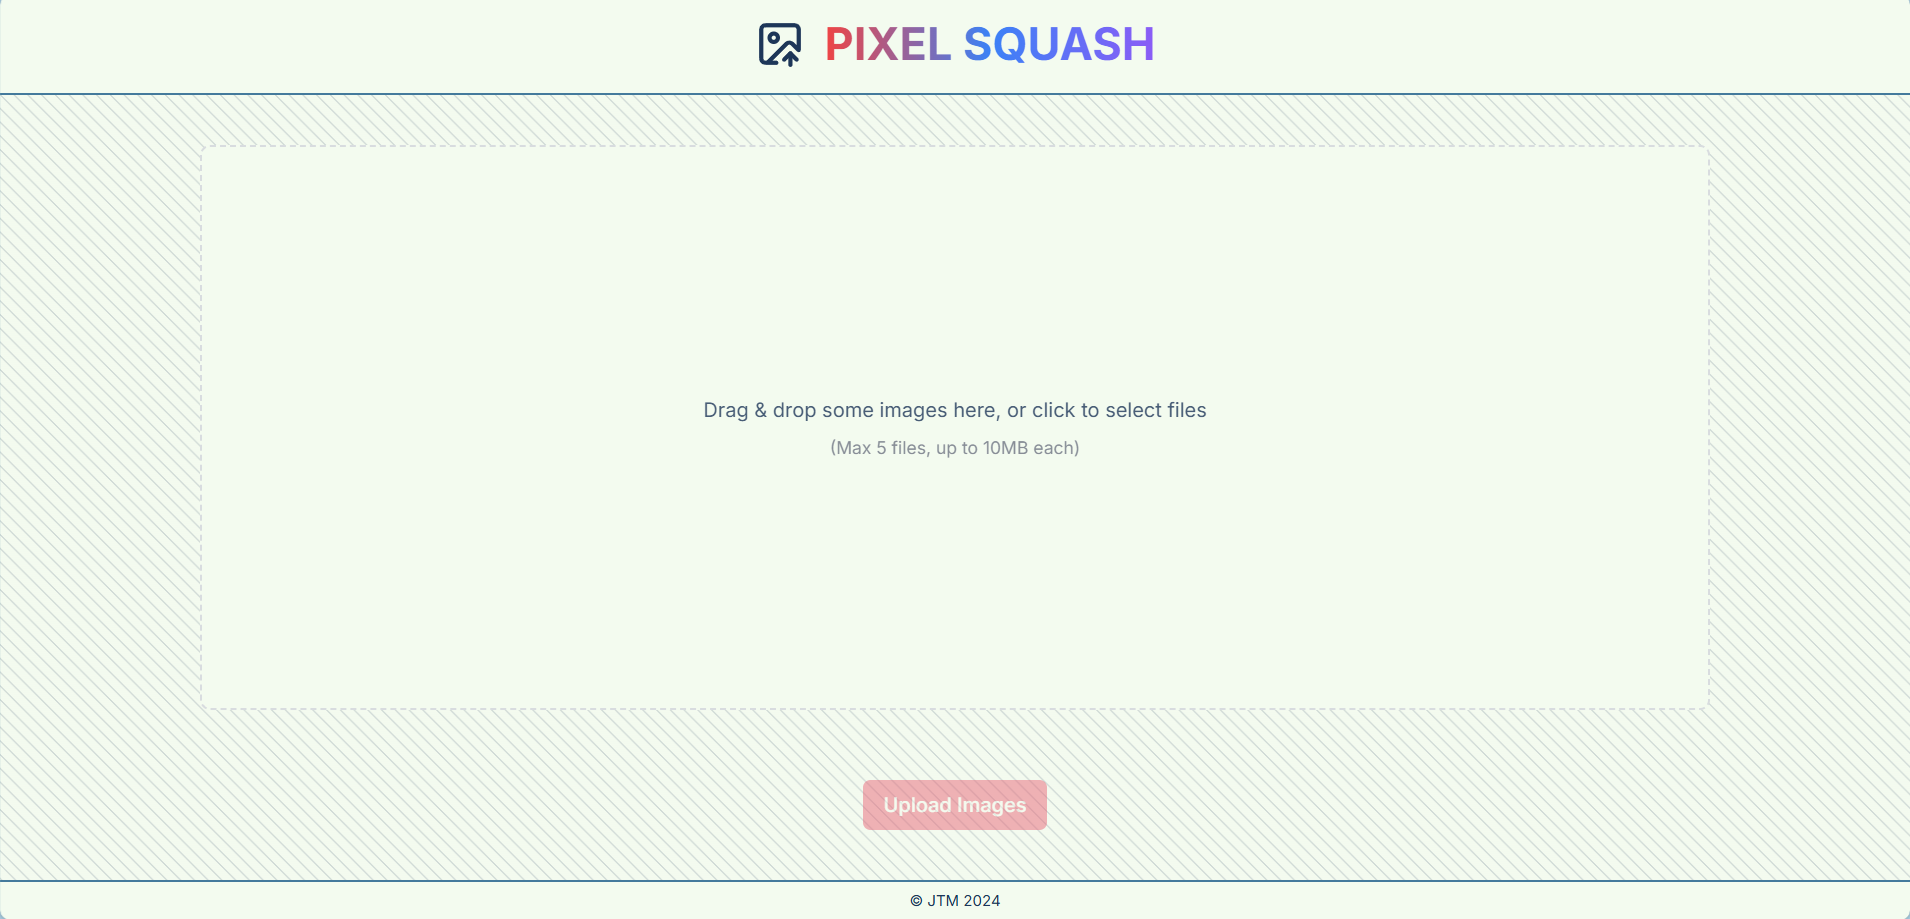 PIXEL SQUASH
Drag & drop some images here, or click to select files
(Max 5 files, up to 10MB each)
Upload Images
© JTM 2024